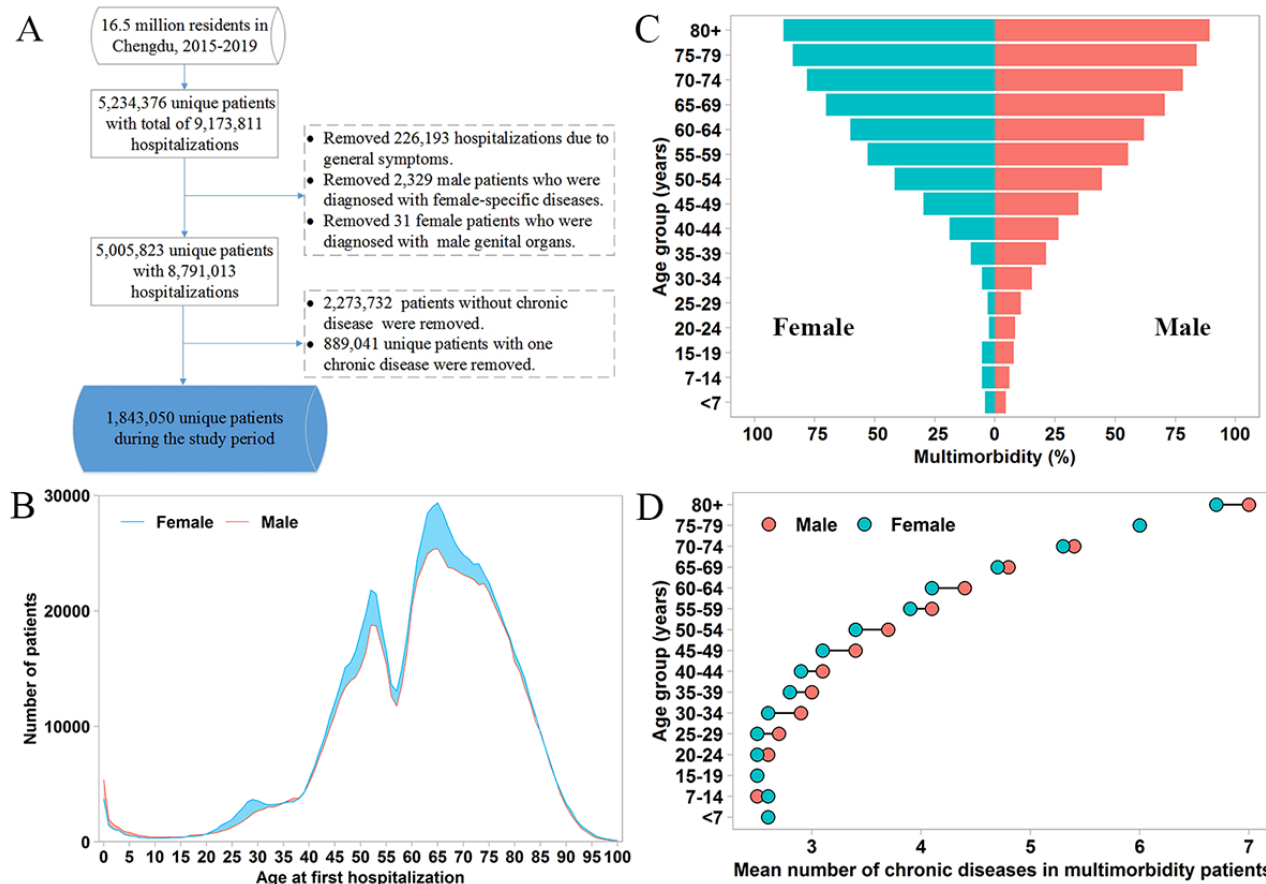 A
16.5 million residents in
Chengdu, 2015-2019
5,234,376 unique patients
with total of 9,173,811
hospitalizations
● Removed 226,193 hospitalizations due to
general symptoms.
● Removed 2,329 male patients who were
diagnosed with female-specific diseases.
● Removed 31 female patients who were
diagnosed with male genital organs.
5,005,823 unique patients
with 8,791,013
hospitalizations
● 2,273,732 patients without chronic
disease were removed.
● 889,041 unique patients with one
chronic disease were removed.
1,843,050 unique patients
during the study period
C
Age group (years)
80+
75-79
70-74
65-69
60-64
55-59
50-54
45-49
40-44
35-39
30-34
25-29
20-24
15-19
7-14
<7
Female
Male
100 75 50 25 0 25 50 75 100
Multimorbidity (%)
B
Female Male
Number of patients
30000
20000
10000
0
0 5 10 15 20 25 30 35 40 45 50 55 60 65 70 75 80 85 90 95 100
Age at first hospitalization
D
Male Female
Age group (years)
80+
75-79
70-74
65-69
60-64
55-59
50-54
45-49
40-44
35-39
30-34
25-29
20-24
15-19
7-14
<7
3 4 5 6 7
Mean number of chronic diseases in multimorbidity patients